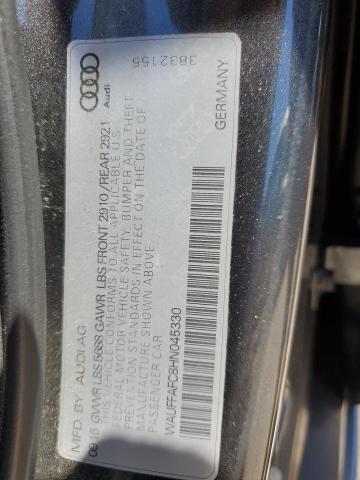 MFD BY AUDI AG
09 16 GVWR LBS 5688 GAWR LBS FRONT 2910 / REAR 2921
THIS VEHICLE CONFORMS TO ALL APPLICABLE U.S.
FEDERAL MOTOR VEHICLE SAFETY, BUMPER AND THEFT
PREVENTION STANDARDS IN EFFECT ON THE DATE OF
MANUFACTURE SHOWN ABOVE
PASSENGER CAR
WAUFFAFC8HN045330
GERMANY
Audi
3832155